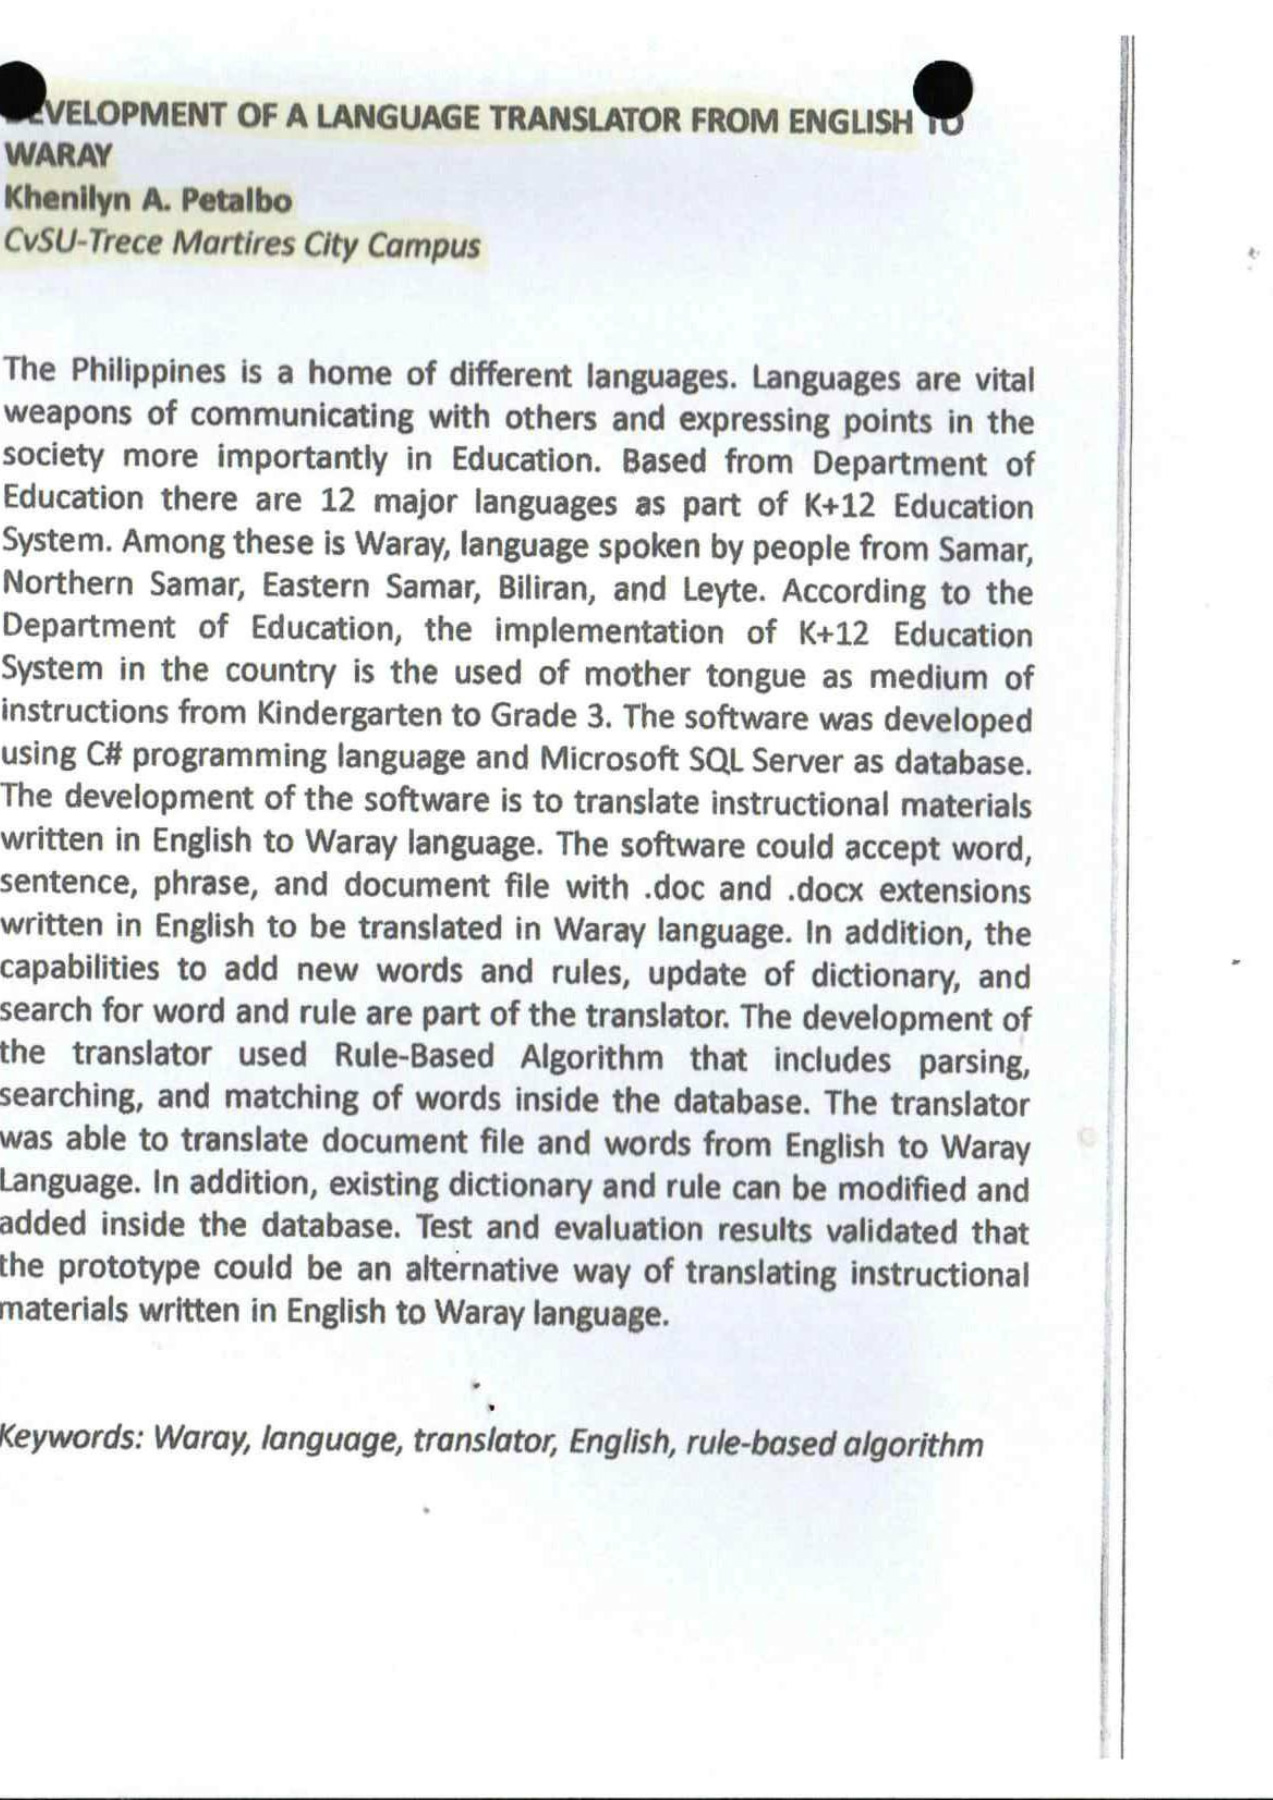 DEVELOPMENT OF A LANGUAGE TRANSLATOR FROM ENGLISH TO
WARAY
Khenilyn A. Petalbo
CvSU-Trece Martires City Campus
The Philippines is a home of different languages. Languages are vital
weapons of communicating with others and expressing points in the
society more importantly in Education. Based from Department of
Education there are 12 major languages as part of K+12 Education
System. Among these is Waray, language spoken by people from Samar,
Northern Samar, Eastern Samar, Biliran, and Leyte. According to the
Department of Education, the implementation of K+12 Education
System in the country is the used of mother tongue as medium of
instructions from Kindergarten to Grade 3. The software was developed
using C# programming language and Microsoft SQL Server as database.
The development of the software is to translate instructional materials
written in English to Waray language. The software could accept word,
sentence, phrase, and document file with .doc and .docx extensions
written in English to be translated in Waray language. In addition, the
capabilities to add new words and rules, update of dictionary, and
search for word and rule are part of the translator. The development of
the translator used Rule-Based Algorithm that includes parsing,
searching, and matching of words inside the database. The translator
was able to translate document file and words from English to Waray
Language. In addition, existing dictionary and rule can be modified and
added inside the database. Test and evaluation results validated that
the prototype could be an alternative way of translating instructional
materials written in English to Waray language.
Keywords: Waray, language, translator, English, rule-based algorithm